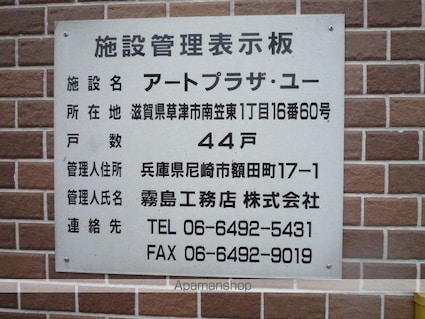 施設管理表示板
施設名 アートプラザ・ユー
所在地 滋賀県草津市南笠東1丁目16番60号
戸数 44戸
管理人住所 兵庫県尼崎市額田町17-1
管理人氏名 霧島工務店 株式会社
連絡先 TEL 06-6492-5431
FAX 06-6492-9019
Apamanshop